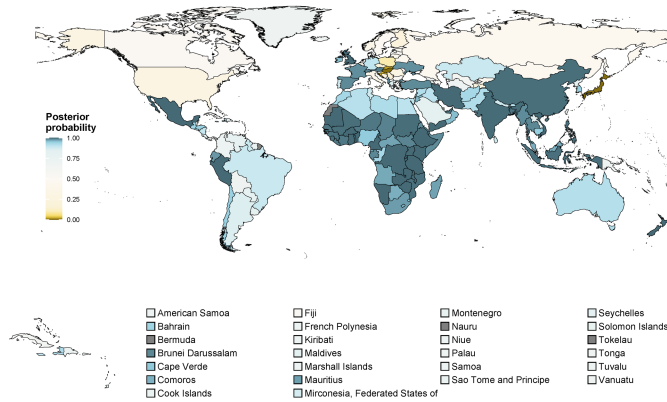 Posterior
probability
1.00
0.75
0.50
0.25
0.00
American Samoa
Bahrain
Bermuda
Brunei Darussalam
Cape Verde
Comoros
Cook Islands
Fiji
French Polynesia
Kiribati
Maldives
Marshall Islands
Mauritius
Mirconesia, Federated States of
Montenegro
Nauru
Niue
Palau
Samoa
Sao Tome and Principe
Seychelles
Solomon Islands
Tokelau
Tonga
Tuvalu
Vanuatu